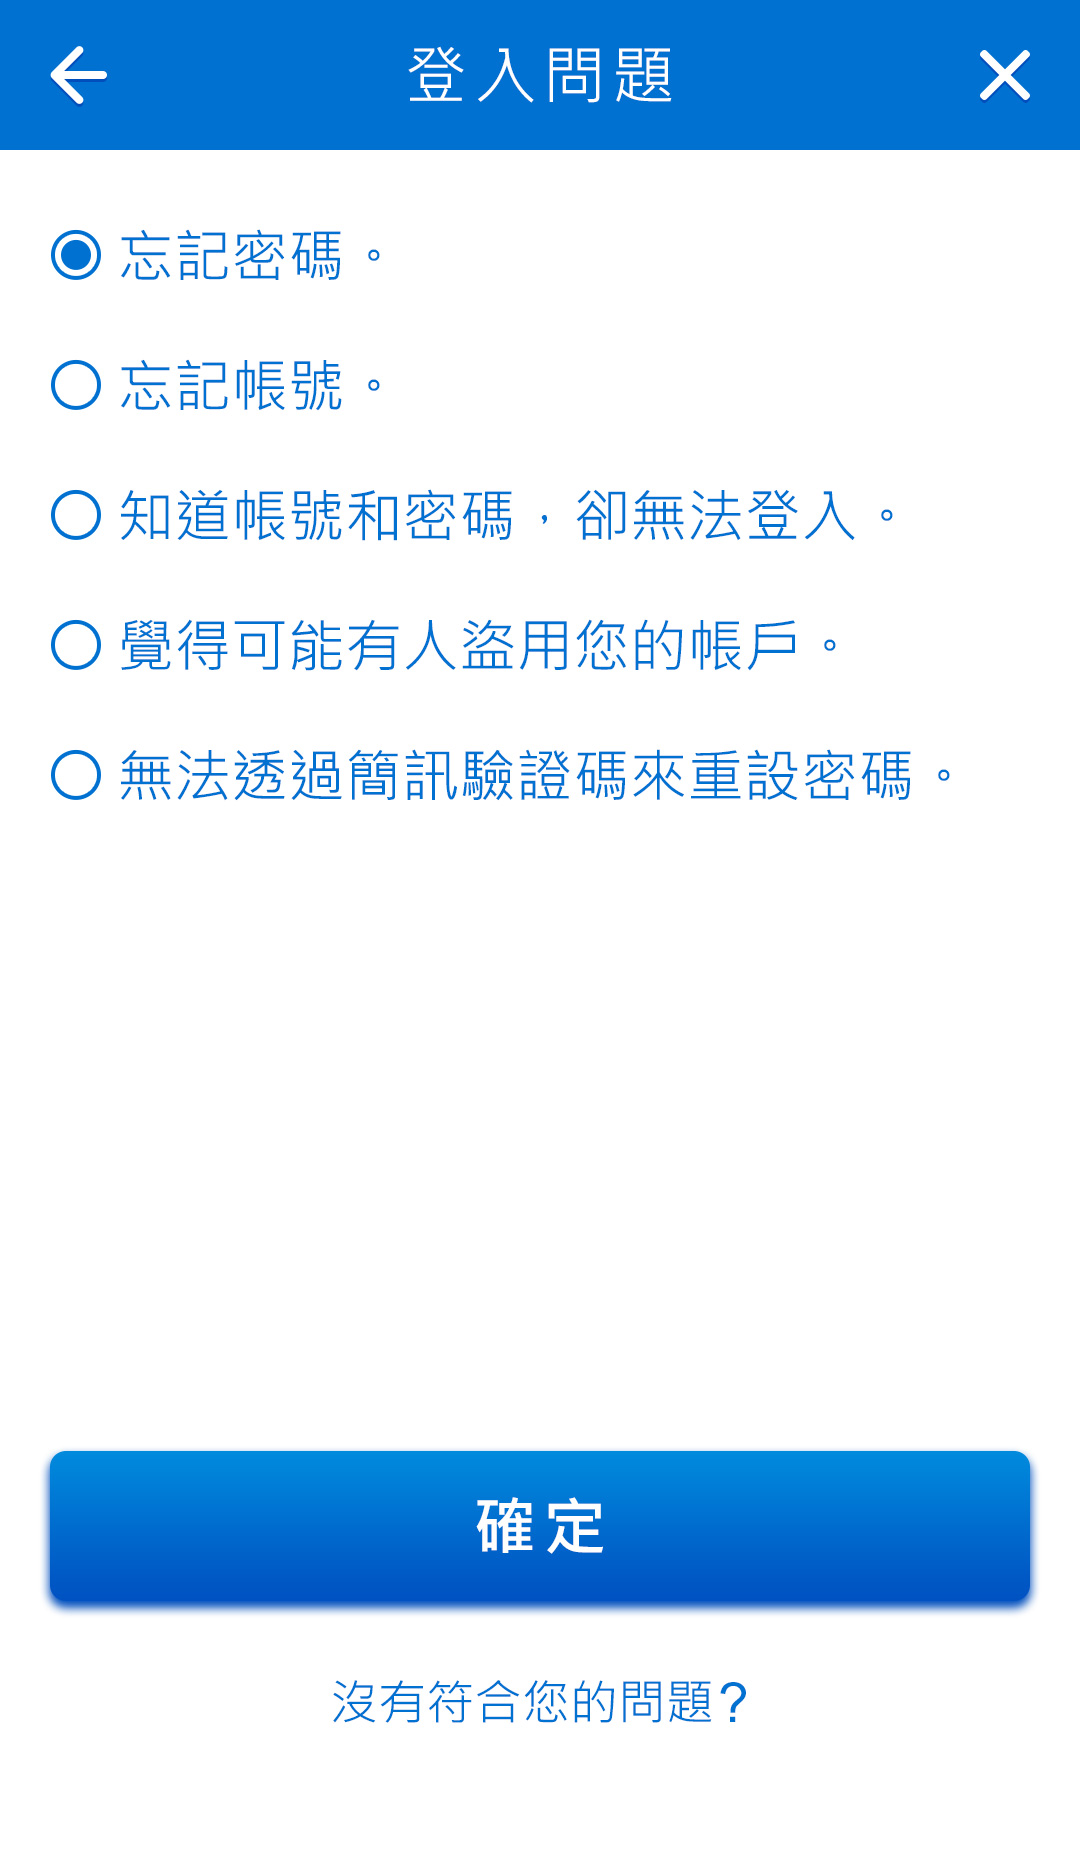 登入問題
忘記密碼。
忘記帳號。
知道帳號和密碼，卻無法登入。
覺得可能有人盜用您的帳戶。
無法透過簡訊驗證碼來重設密碼。
確定
沒有符合您的問題?